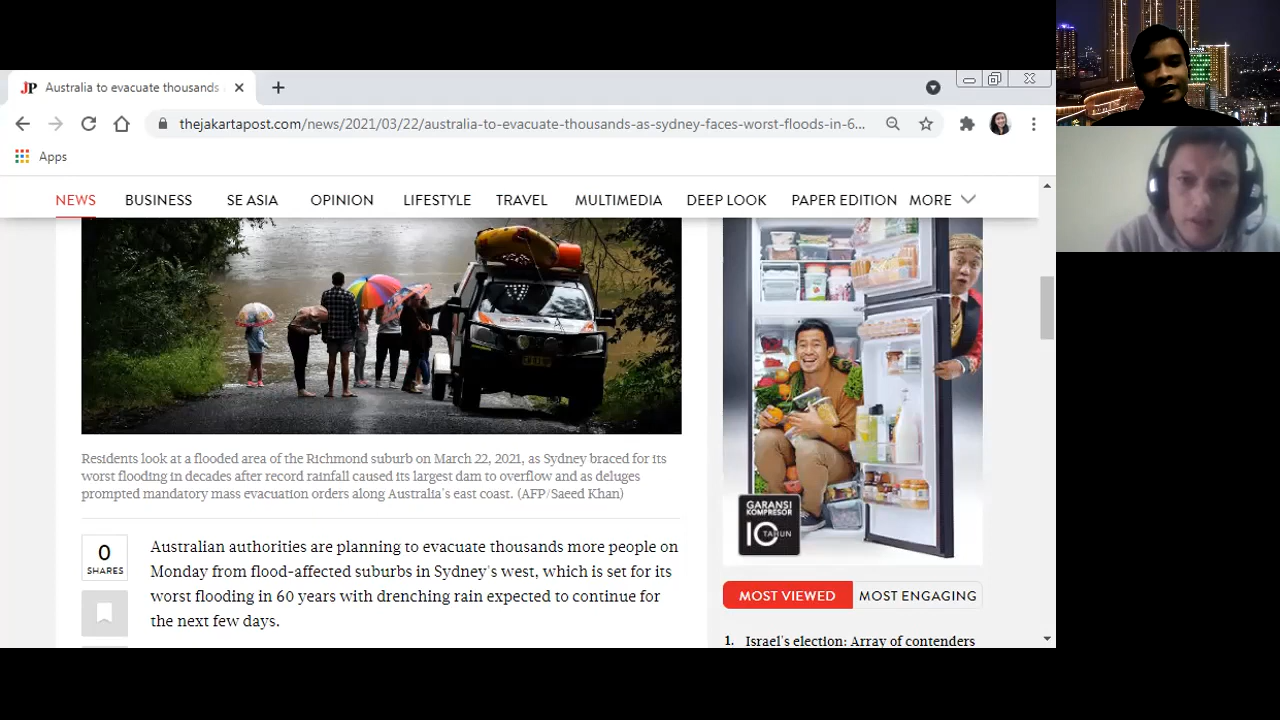 JP Australia to evacuate thousands
thejakartapost.com/news/2021/03/22/australia-to-evacuate-thousands-as-sydney-faces-worst-floods-in-6...
Apps
NEWS BUSINESS SE ASIA OPINION LIFESTYLE TRAVEL MULTIMEDIA DEEP LOOK PAPER EDITION MORE
Residents look at a flooded area of the Richmond suburb on March 22, 2021, as Sydney braced for its
worst flooding in decades after record rainfall caused its largest dam to overflow and as deluges
prompted mandatory mass evacuation orders along Australia's east coast. (AFP/Saeed Khan)
0
SHARES
Australian authorities are planning to evacuate thousands more people on
Monday from flood-affected suburbs in Sydney's west, which is set for its
worst flooding in 60 years with drenching rain expected to continue for
the next few days.
GARANSI
KOMPRESOR
10
TAHUN
MOST VIEWED MOST ENGAGING
1. Israel's election: Array of contenders